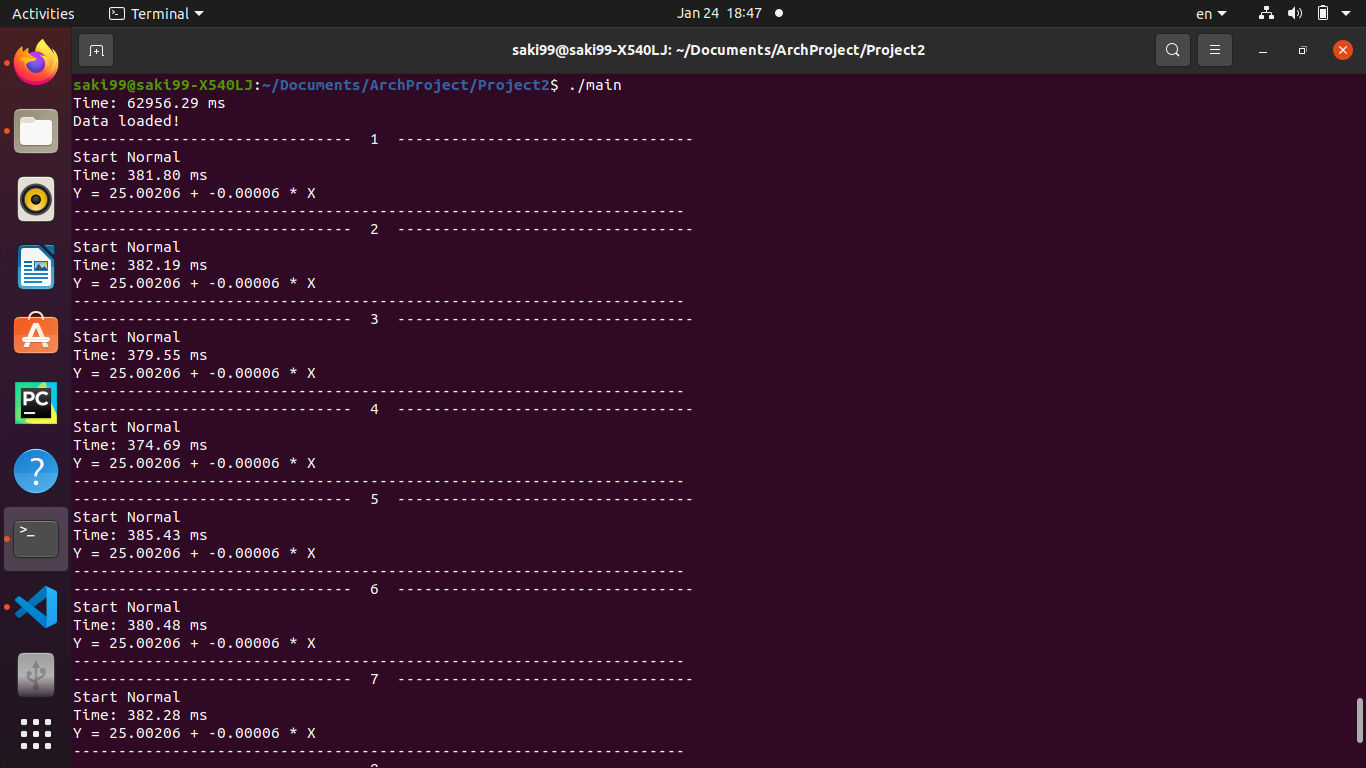 Activities Terminal Jan 24 18:47 en
saki99@saki99-X540LJ: ~/Documents/ArchProject/Project2
saki99@saki99-X540LJ:~/Documents/ArchProject/Project2$ ./main
Time: 62956.29 ms
Data loaded!
------------------------------- 1 ---------------------------------
Start Normal
Time: 381.80 ms
Y = 25.00206 + -0.00006 * X
--------------------------------------------------------------------
------------------------------- 2 ---------------------------------
Start Normal
Time: 382.19 ms
Y = 25.00206 + -0.00006 * X
--------------------------------------------------------------------
------------------------------- 3 ---------------------------------
Start Normal
Time: 379.55 ms
Y = 25.00206 + -0.00006 * X
--------------------------------------------------------------------
------------------------------- 4 ---------------------------------
Start Normal
Time: 374.69 ms
Y = 25.00206 + -0.00006 * X
--------------------------------------------------------------------
------------------------------- 5 ---------------------------------
Start Normal
Time: 385.43 ms
Y = 25.00206 + -0.00006 * X
--------------------------------------------------------------------
------------------------------- 6 ---------------------------------
Start Normal
Time: 380.48 ms
Y = 25.00206 + -0.00006 * X
--------------------------------------------------------------------
------------------------------- 7 ---------------------------------
Start Normal
Time: 382.28 ms
Y = 25.00206 + -0.00006 * X
--------------------------------------------------------------------
PC